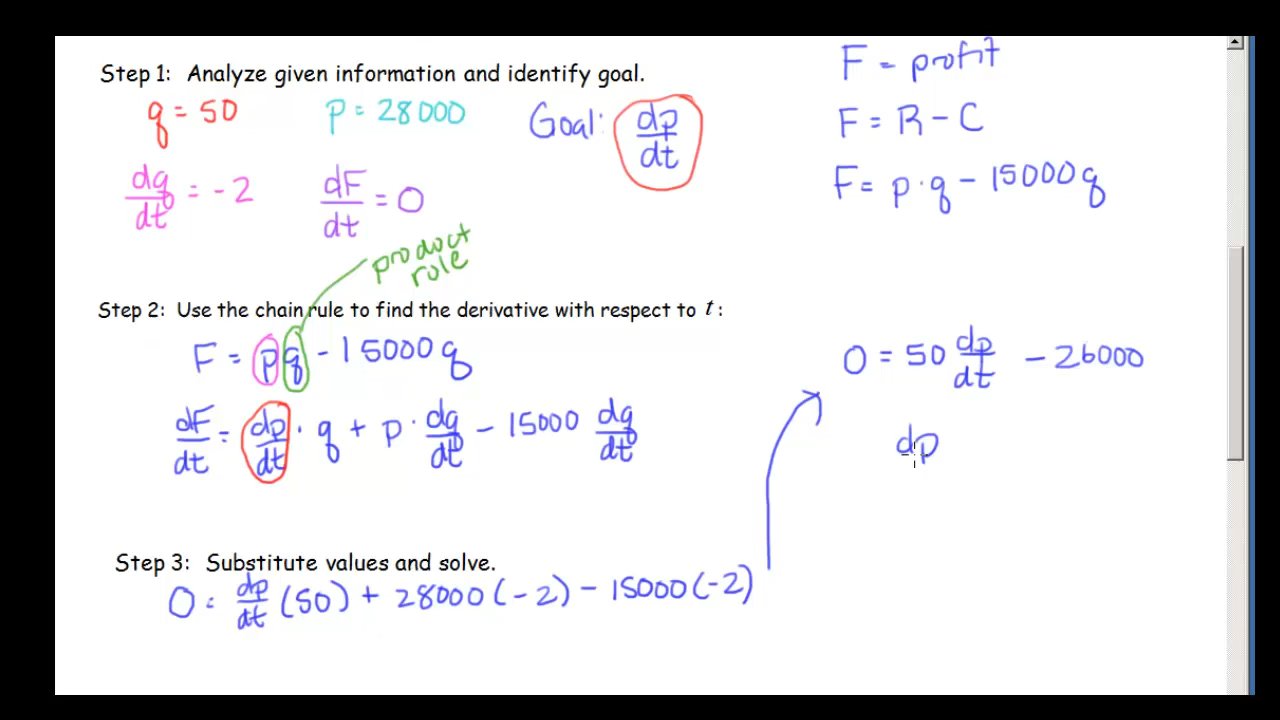 Step 1: Analyze given information and identify goal.
q = 50
p = 28000
Goal: dp/dt
dq/dt = -2
dF/dt = 0
F = profit
F = R - C
F = p · q - 15000q
product rule
Step 2: Use the chain rule to find the derivative with respect to t :
F = pq - 15000q
dF/dt = dp/dt · q + p · dq/dt - 15000 dq/dt
0 = 50 dp/dt - 26000
dp
Step 3: Substitute values and solve.
0 = dp/dt (50) + 28000(-2) - 15000(-2)